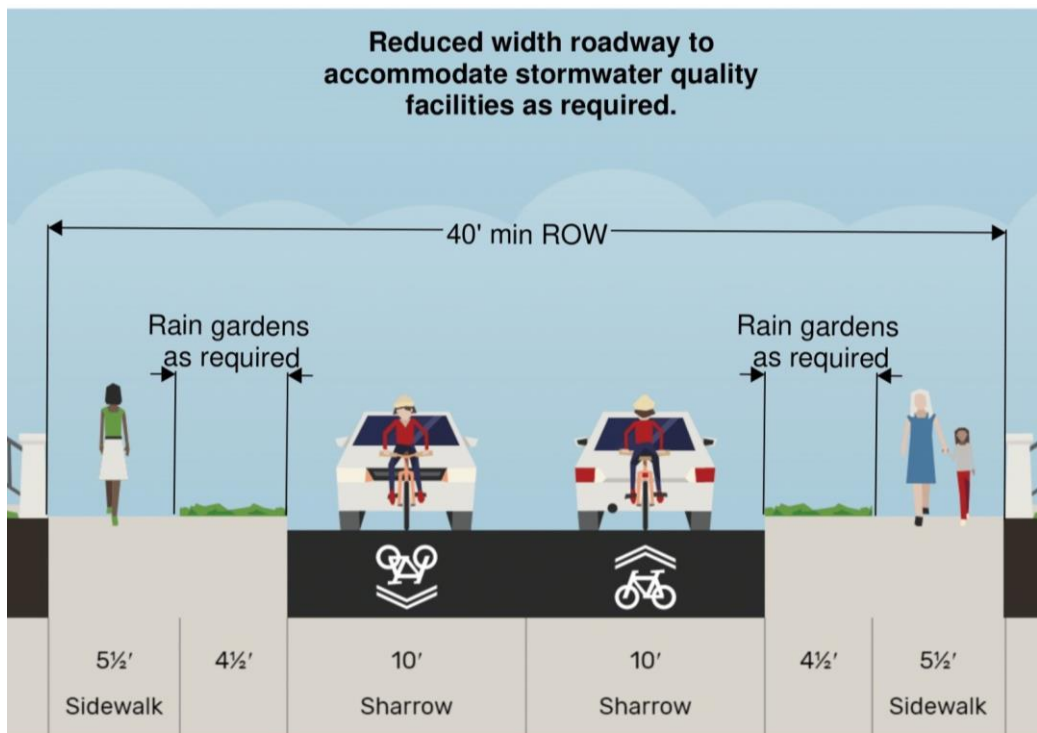 Reduced width roadway to
accommodate stormwater quality
facilities as required.
40' min ROW
Rain gardens
as required
Rain gardens
as required
5½′ 4½′ 10′ 10′ 4½′ 5½′
Sidewalk Sharrow Sharrow Sidewalk